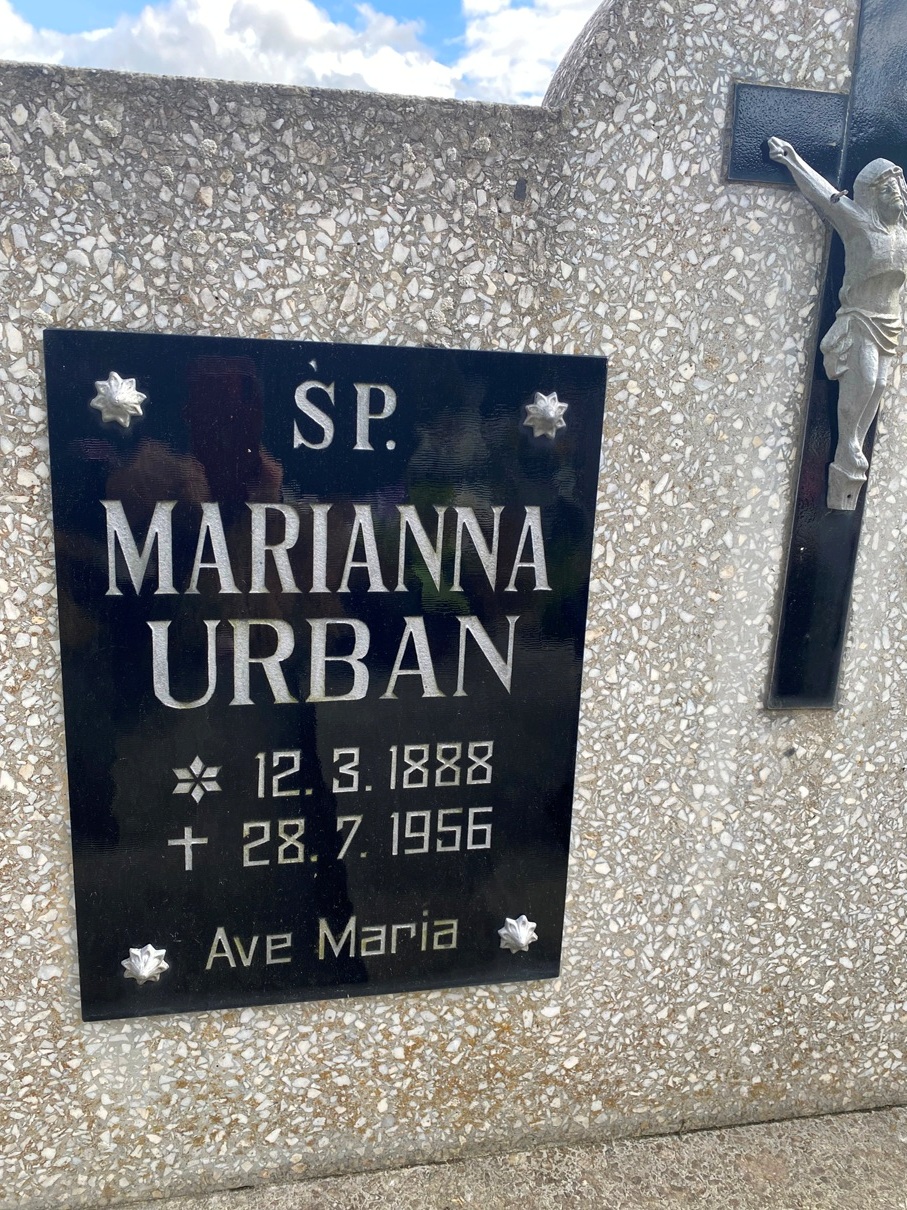 ŚP.
MARIANNA
URBAN
12.3.1888
28.7.1956
Ave Maria